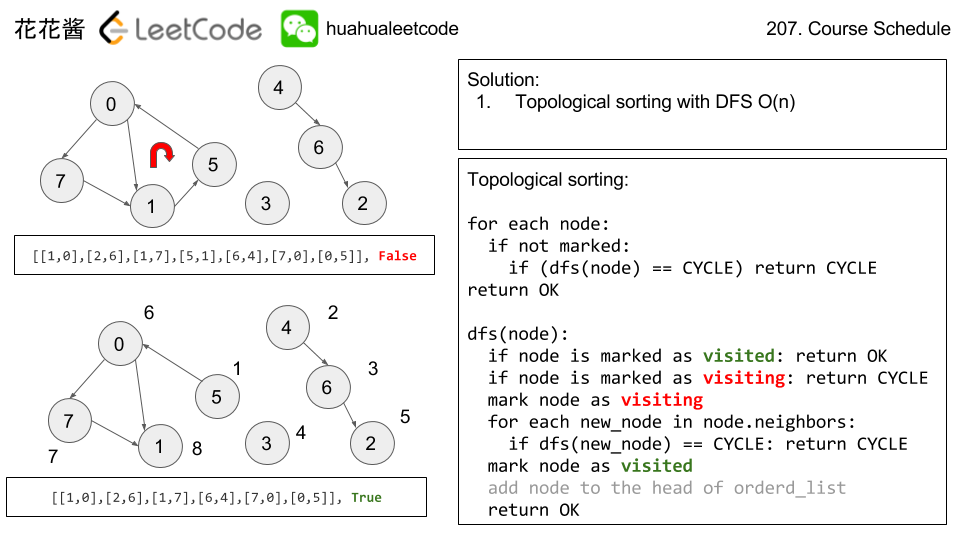 花花酱 LeetCode huahualeetcode 207. Course Schedule
0
4
6
5
7
1
3
2
[[1,0],[2,6],[1,7],[5,1],[6,4],[7,0],[0,5]], False
6
0
4
2
1
5
6
3
7
7
1
8
4
3
5
2
[[1,0],[2,6],[1,7],[6,4],[7,0],[0,5]], True
Solution:
1. Topological sorting with DFS O(n)
Topological sorting:
for each node:
if not marked:
if (dfs(node) == CYCLE) return CYCLE
return OK
dfs(node):
if node is marked as visited: return OK
if node is marked as visiting: return CYCLE
mark node as visiting
for each new_node in node.neighbors:
if dfs(new_node) == CYCLE: return CYCLE
mark node as visited
add node to the head of orderd_list
return OK